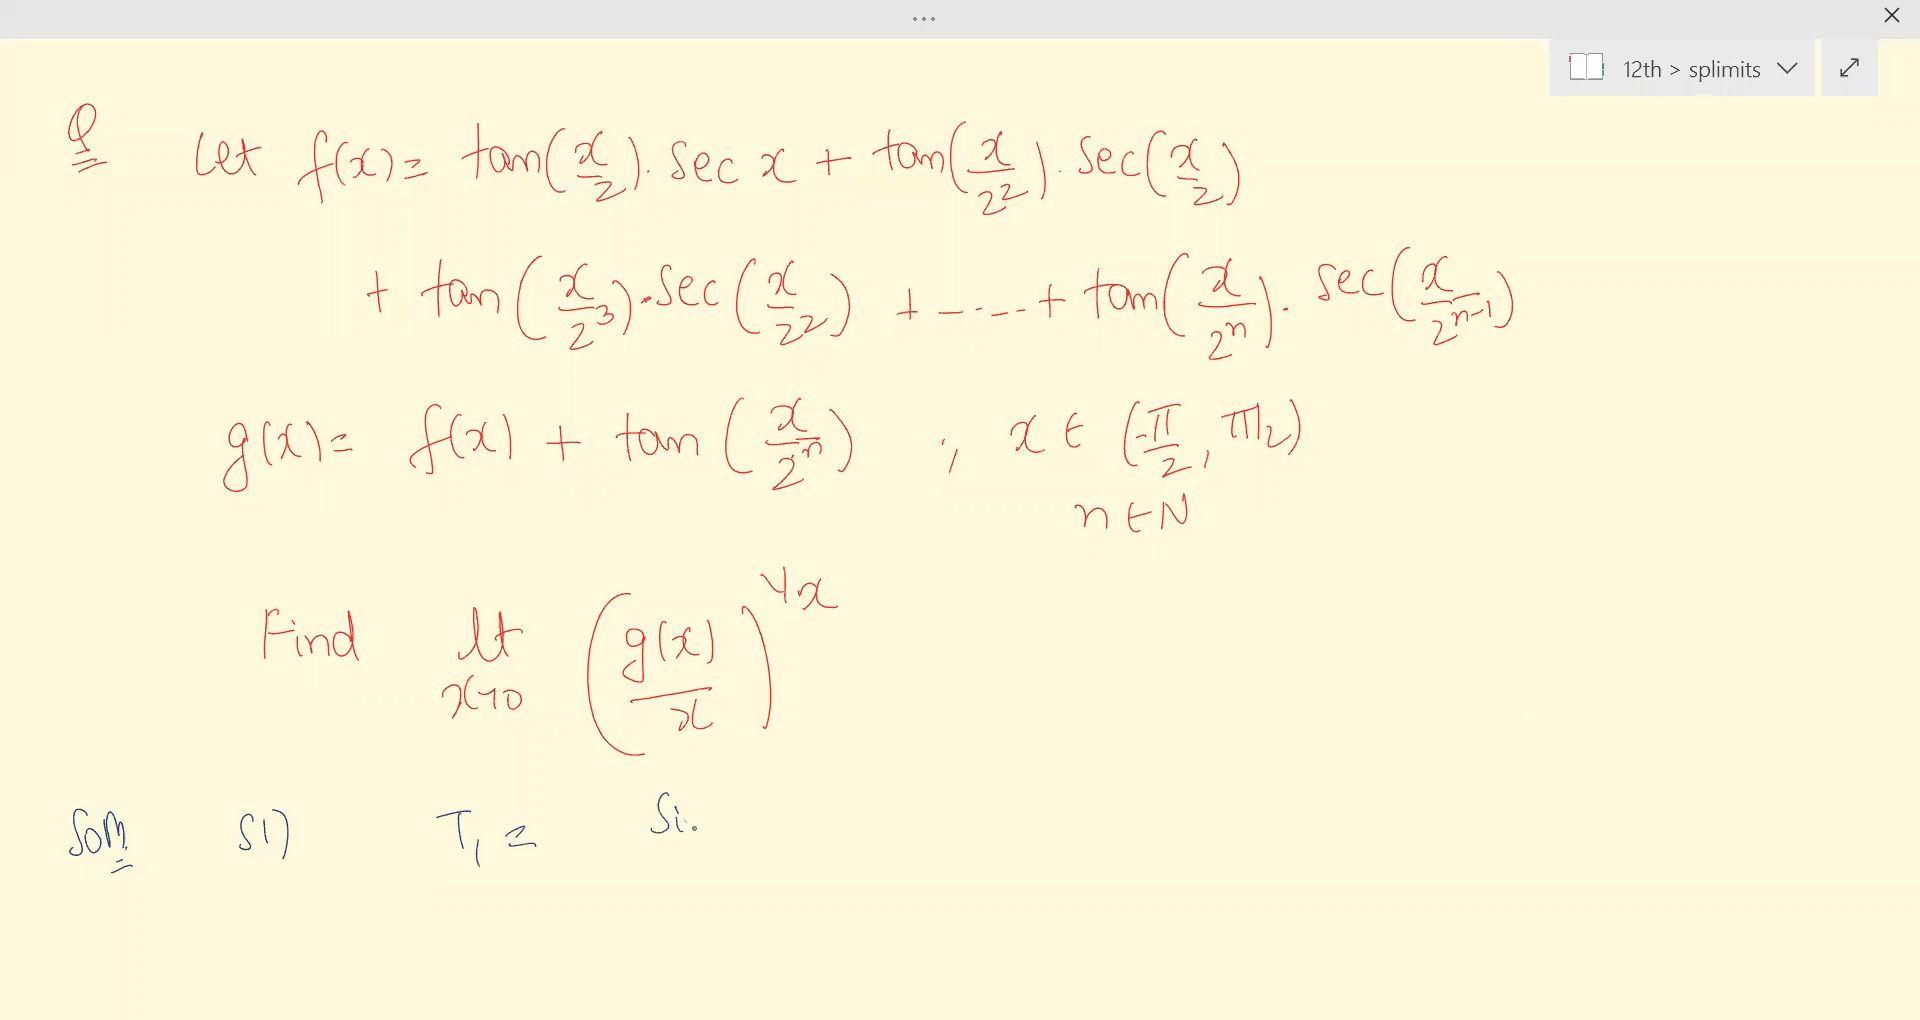 12th > splimits
Q Let f(x) = tan(x/2). sec x + tan(x/2²). sec(x/2)
+ tan(x/2³). sec(x/2²) + ----- + tan(x/2ⁿ). sec(x/2ⁿ⁻¹)
g(x) = f(x) + tan(x/2ⁿ) ; x ∈ (-π/2, π/2)
n ∈ N
Find lt x→0 (g(x)/x)^4x
Soln S1) T₁ = Si